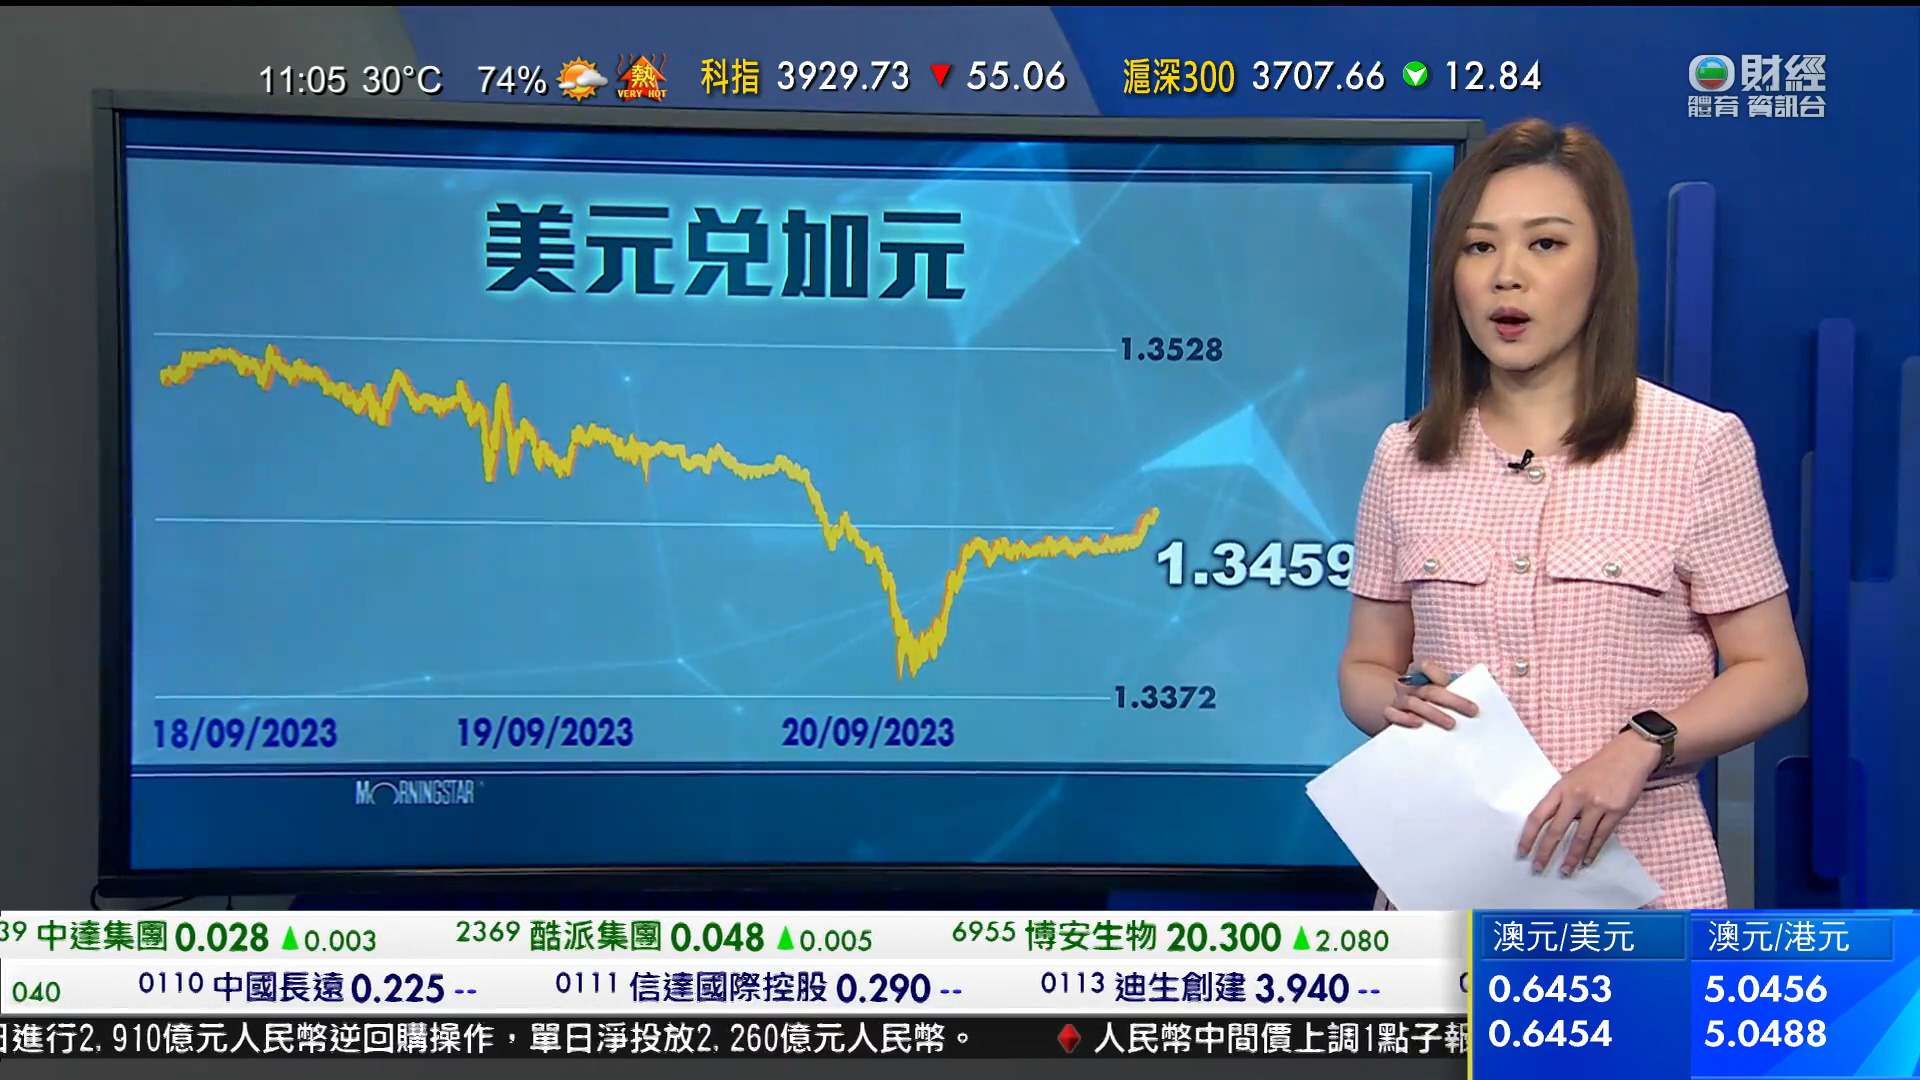 11:05 30°C 74% 熱 VERY HOT 科指 3929.73 ▼ 55.06 滬深300 3707.66 12.84
財經
體育 資訊台
美元兌加元
1.3528
1.3459
1.3372
18/09/2023 19/09/2023 20/09/2023
MORNINGSTAR
39 中達集團 0.028 ▲0.003 2369 酷派集團 0.048 ▲0.005 6955 博安生物 20.300 ▲2.080
040 0110 中國長遠 0.225 -- 0111 信達國際控股 0.290 -- 0113 迪生創建 3.940 --
日進行2,910億元人民幣逆回購操作，單日淨投放2,260億元人民幣。 ♦ 人民幣中間價上調1點子報
澳元/美元 澳元/港元
0.6453 5.0456
0.6454 5.0488